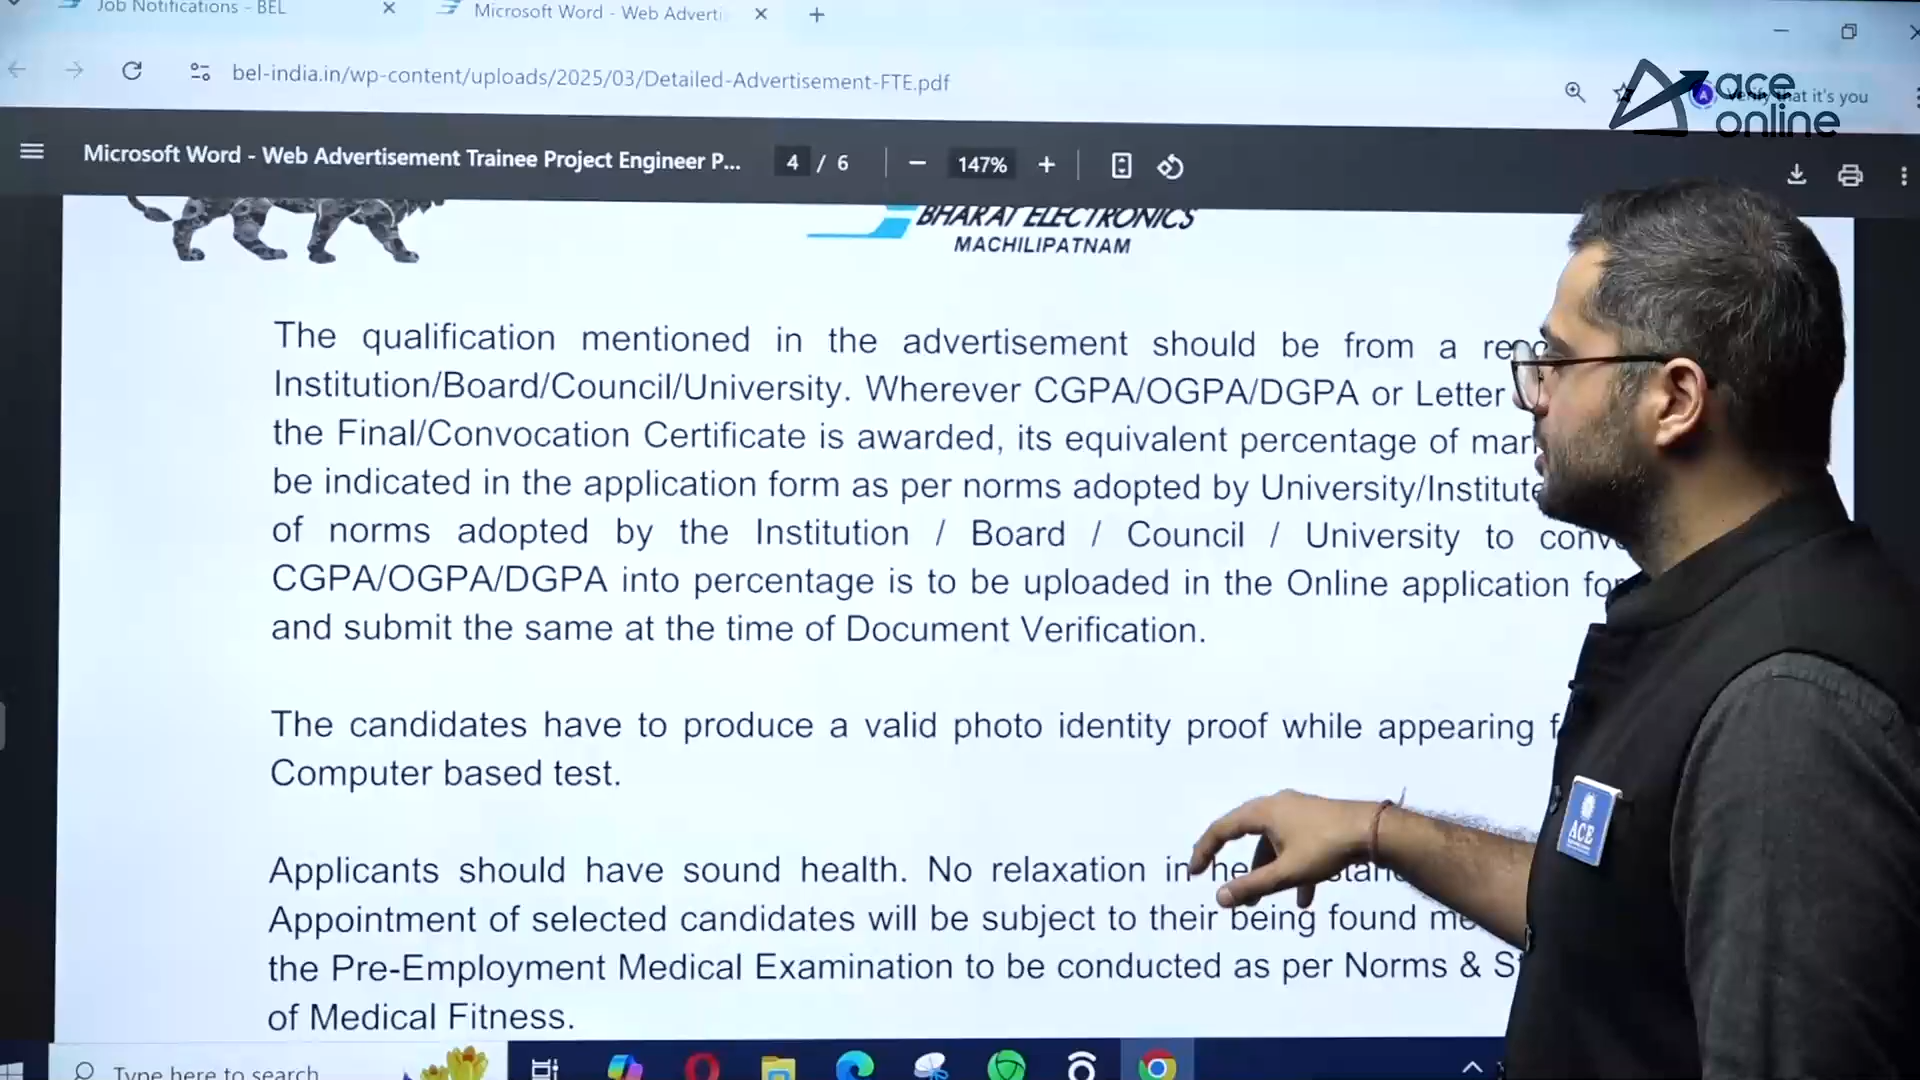 Job Notifications - BEL
Microsoft Word - Web Adverti
bel-india.in/wp-content/uploads/2025/03/Detailed-Advertisement-FTE.pdf
that it's you
ace
online
Microsoft Word - Web Advertisement Trainee Project Engineer P...
4 / 6
147%
BHARAT ELECTRONICS
MACHILIPATNAM
The qualification mentioned in the advertisement should be from a
Institution/Board/Council/University. Wherever CGPA/OGPA/DGPA or Letter
the Final/Convocation Certificate is awarded, its equivalent percentage of
be indicated in the application form as per norms adopted by University/Institute
of norms adopted by the Institution / Board / Council / University to
CGPA/OGPA/DGPA into percentage is to be uploaded in the Online application
and submit the same at the time of Document Verification.
The candidates have to produce a valid photo identity proof while appearing
Computer based test.
Applicants should have sound health. No relaxation in
Appointment of selected candidates will be subject to their being found
the Pre-Employment Medical Examination to be conducted as per Norms &
of Medical Fitness.
ACE
Type here to search